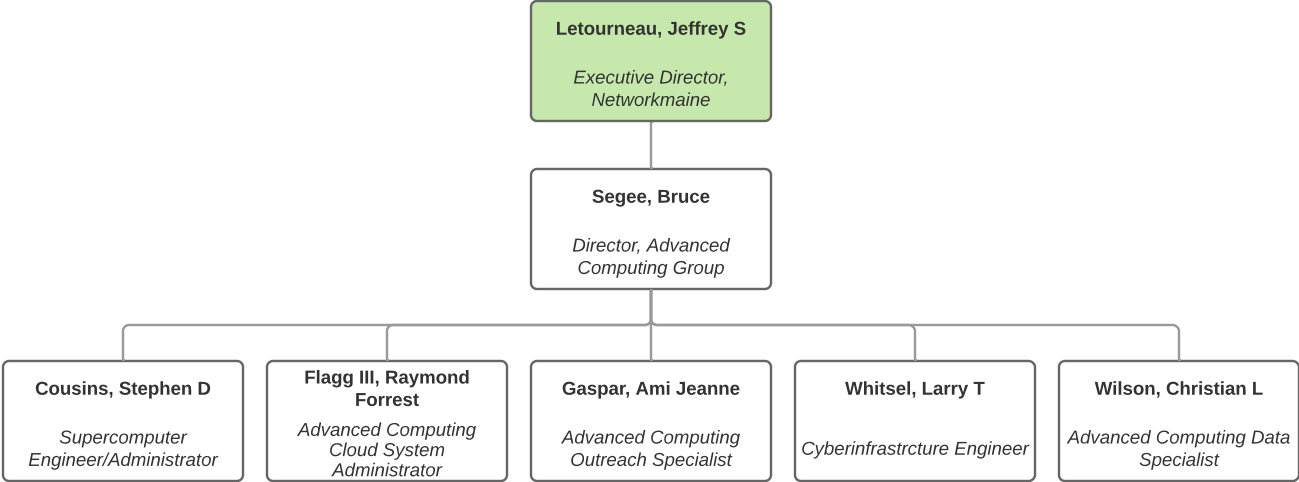 Letourneau, Jeffrey S
Executive Director,
Networkmaine
Segee, Bruce
Director, Advanced
Computing Group
Cousins, Stephen D
Supercomputer
Engineer/Administrator
Flagg III, Raymond
Forrest
Advanced Computing
Cloud System
Administrator
Gaspar, Ami Jeanne
Advanced Computing
Outreach Specialist
Whitsel, Larry T
Cyberinfrastrcture Engineer
Wilson, Christian L
Advanced Computing Data
Specialist